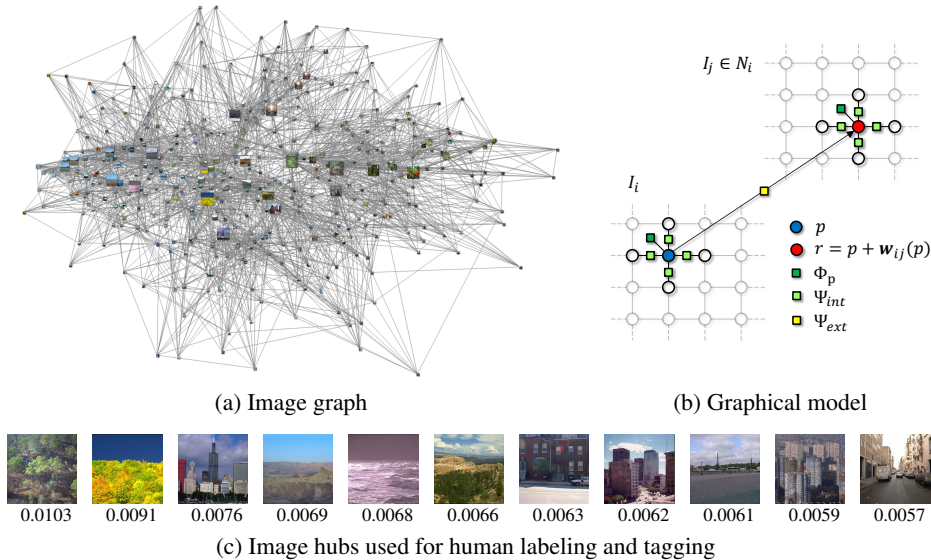 (a) Image graph
I_j ∈ N_i
I_i
p
r = p + w_ij(p)
Φ_p
Ψ_int
Ψ_ext
(b) Graphical model
0.0103 0.0091 0.0076 0.0069 0.0068 0.0066 0.0063 0.0062 0.0061 0.0059 0.0057
(c) Image hubs used for human labeling and tagging